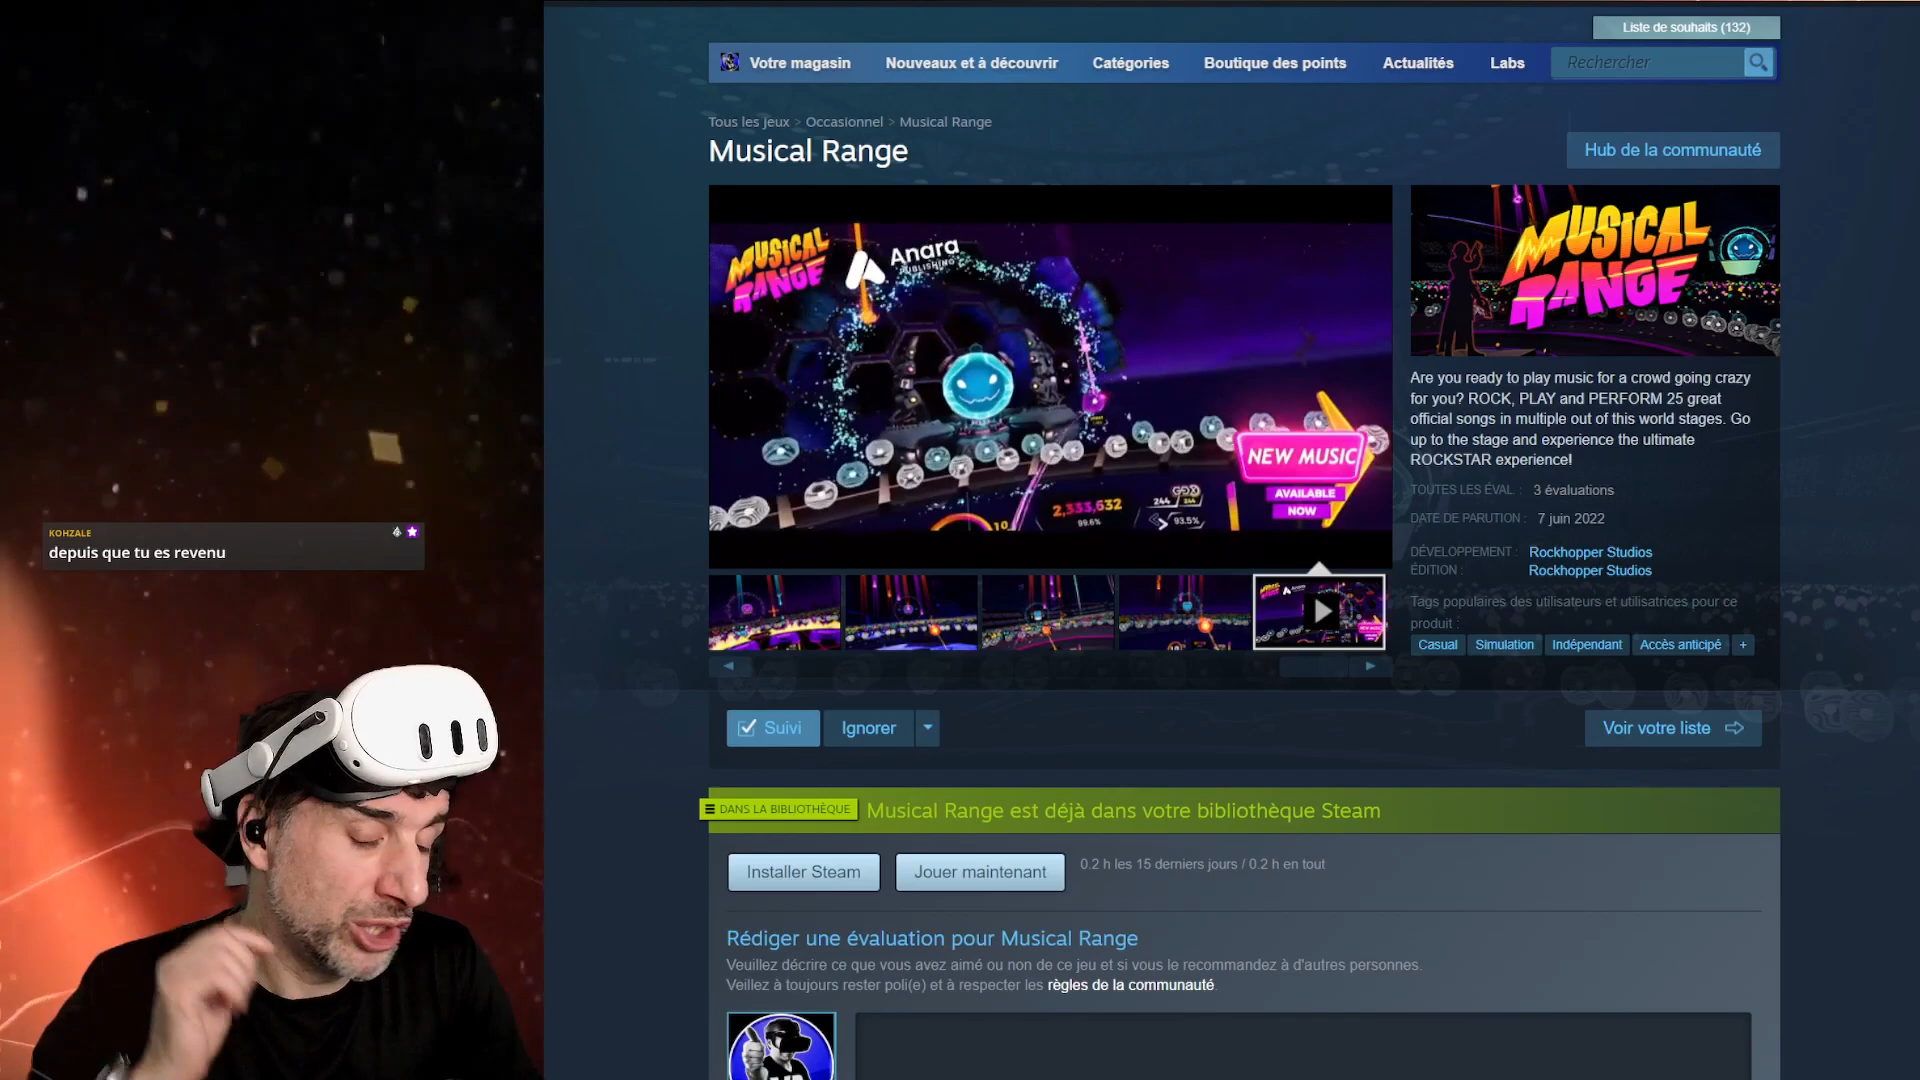 Liste de souhaits (132)
Votre magasin
Nouveaux et à découvrir
Catégories
Boutique des points
Actualités
Labs
Rechercher
Tous les jeux > Occasionnel > Musical Range
Musical Range
Hub de la communauté
MUSICAL
RANGE
Anara
PUBLISHING
NEW MUSIC
AVAILABLE
NOW
2,333,632
99.6%
244
244
93.5%
10
MUSICAL
RANGE
Are you ready to play music for a crowd going crazy
for you? ROCK, PLAY and PERFORM 25 great
official songs in multiple out of this world stages. Go
up to the stage and experience the ultimate
ROCKSTAR experience!
TOUTES LES ÉVAL. : 3 évaluations
DATE DE PARUTION : 7 juin 2022
DÉVELOPPEMENT : Rockhopper Studios
ÉDITION : Rockhopper Studios
Tags populaires des utilisateurs et utilisatrices pour ce
produit :
Casual
Simulation
Indépendant
Accès anticipé
+
KOHZALE
depuis que tu es revenu
Suivi
Ignorer
Voir votre liste
DANS LA BIBLIOTHÈQUE
Musical Range est déjà dans votre bibliothèque Steam
Installer Steam
Jouer maintenant
0.2 h les 15 derniers jours / 0.2 h en tout
Rédiger une évaluation pour Musical Range
Veuillez décrire ce que vous avez aimé ou non de ce jeu et si vous le recommandez à d'autres personnes.
Veillez à toujours rester poli(e) et à respecter les règles de la communauté.